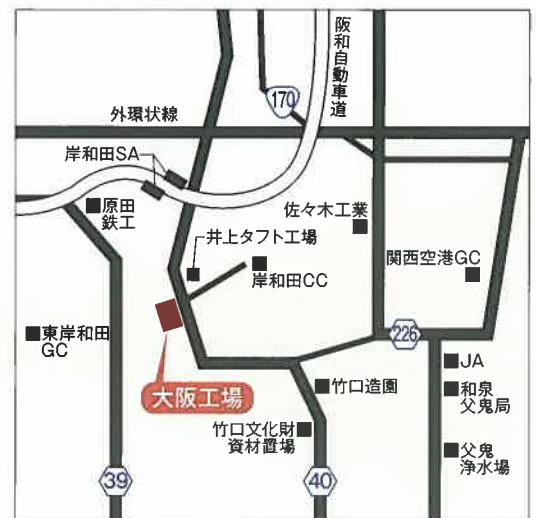 阪和自動車道
170
外環状線
岸和田SA
原田
鉄工
佐々木工業
井上タフト工場
岸和田CC
関西空港GC
226
東岸和田
GC
大阪工場
JA
竹口造園
和泉
父鬼局
竹口文化財
資材置場
父鬼
浄水場
39
40